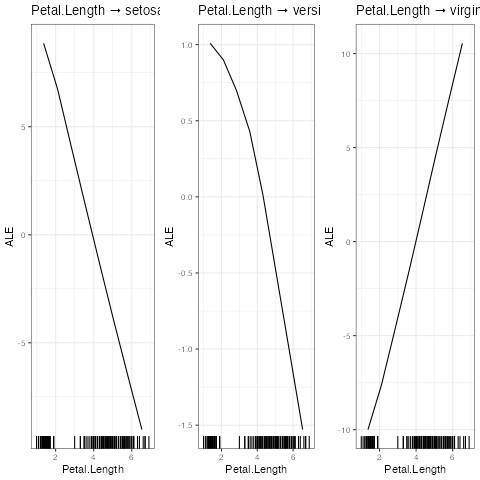 Petal.Length → setosa
Petal.Length → versi
Petal.Length → virgin
5
0
-5
ALE
2
4
6
Petal.Length
1.0
0.5
0.0
-0.5
-1.0
-1.5
ALE
2
4
6
Petal.Length
10
5
0
-5
-10
ALE
2
4
6
Petal.Length